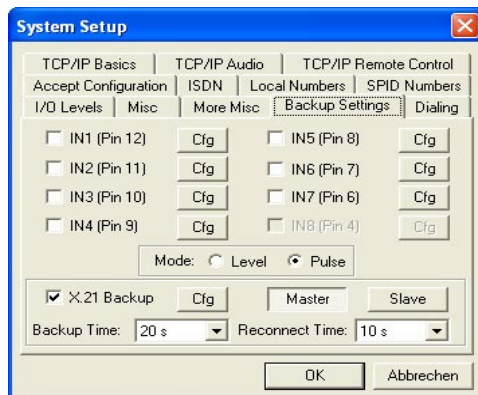 System Setup
TCP/IP Basics TCP/IP Audio TCP/IP Remote Control
Accept Configuration ISDN Local Numbers SPID Numbers
I/O Levels Misc More Misc Backup Settings Dialing
IN1 (Pin 12) Cfg IN5 (Pin 8) Cfg
IN2 (Pin 11) Cfg IN6 (Pin 7) Cfg
IN3 (Pin 10) Cfg IN7 (Pin 6) Cfg
IN4 (Pin 9) Cfg IN8 (Pin 4) Cfg
Mode: Level Pulse
X.21 Backup Cfg Master Slave
Backup Time: 20 s Reconnect Time: 10 s
OK Abbrechen